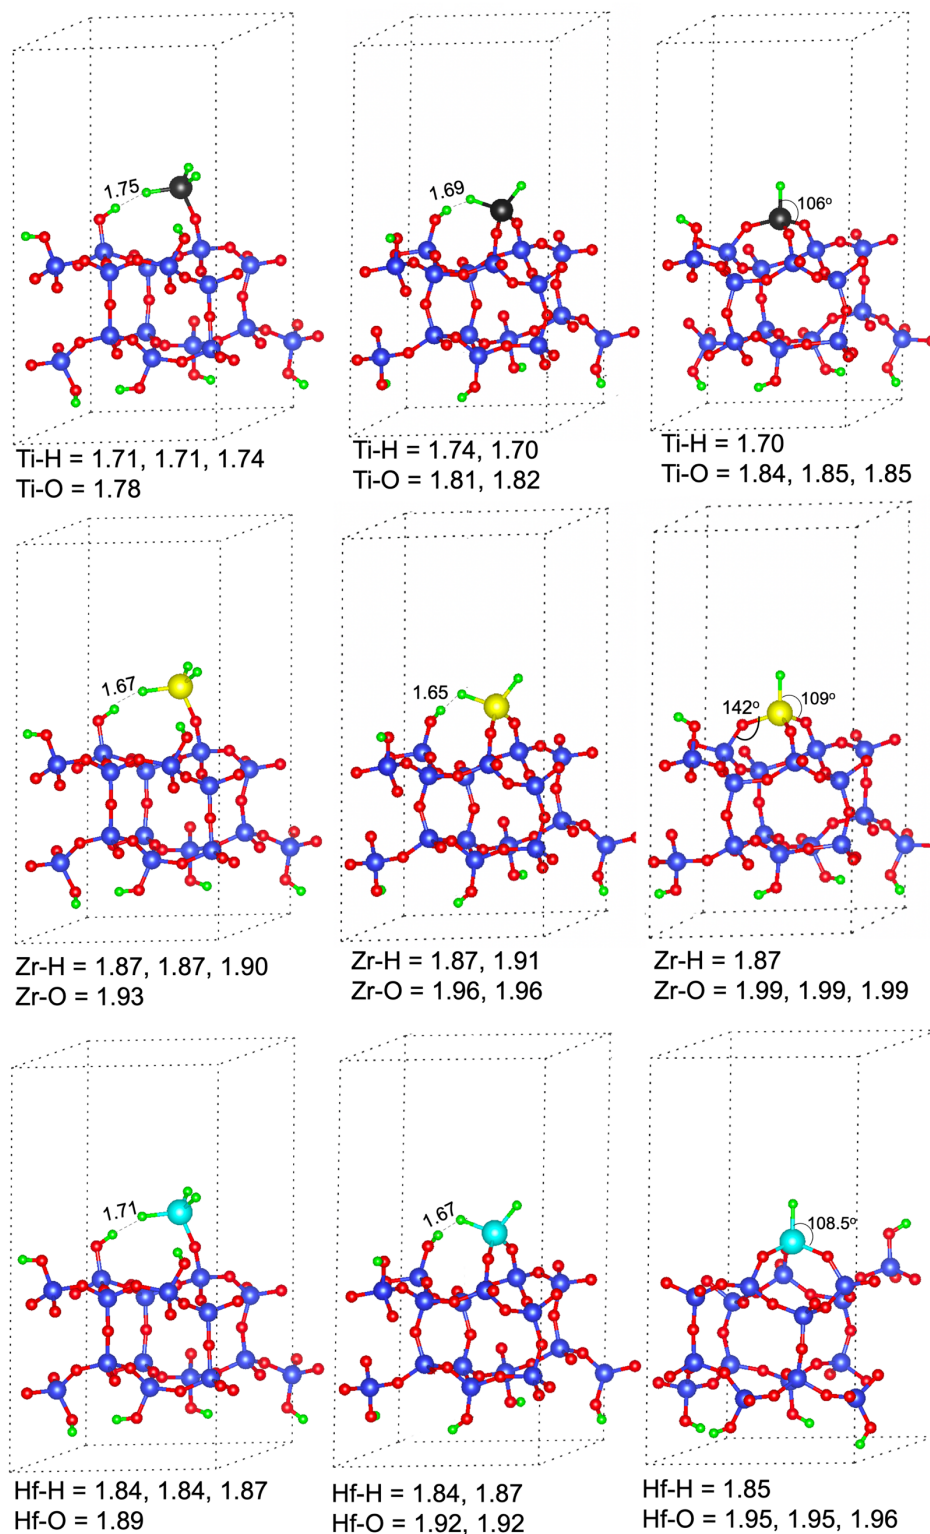 1.75
1.69
106°
Ti-H = 1.71, 1.71, 1.74
Ti-O = 1.78
Ti-H = 1.74, 1.70
Ti-O = 1.81, 1.82
Ti-H = 1.70
Ti-O = 1.84, 1.85, 1.85
1.67
1.65
142°
109°
Zr-H = 1.87, 1.87, 1.90
Zr-O = 1.93
Zr-H = 1.87, 1.91
Zr-O = 1.96, 1.96
Zr-H = 1.87
Zr-O = 1.99, 1.99, 1.99
1.71
1.67
108.5°
Hf-H = 1.84, 1.84, 1.87
Hf-O = 1.89
Hf-H = 1.84, 1.87
Hf-O = 1.92, 1.92
Hf-H = 1.85
Hf-O = 1.95, 1.95, 1.96